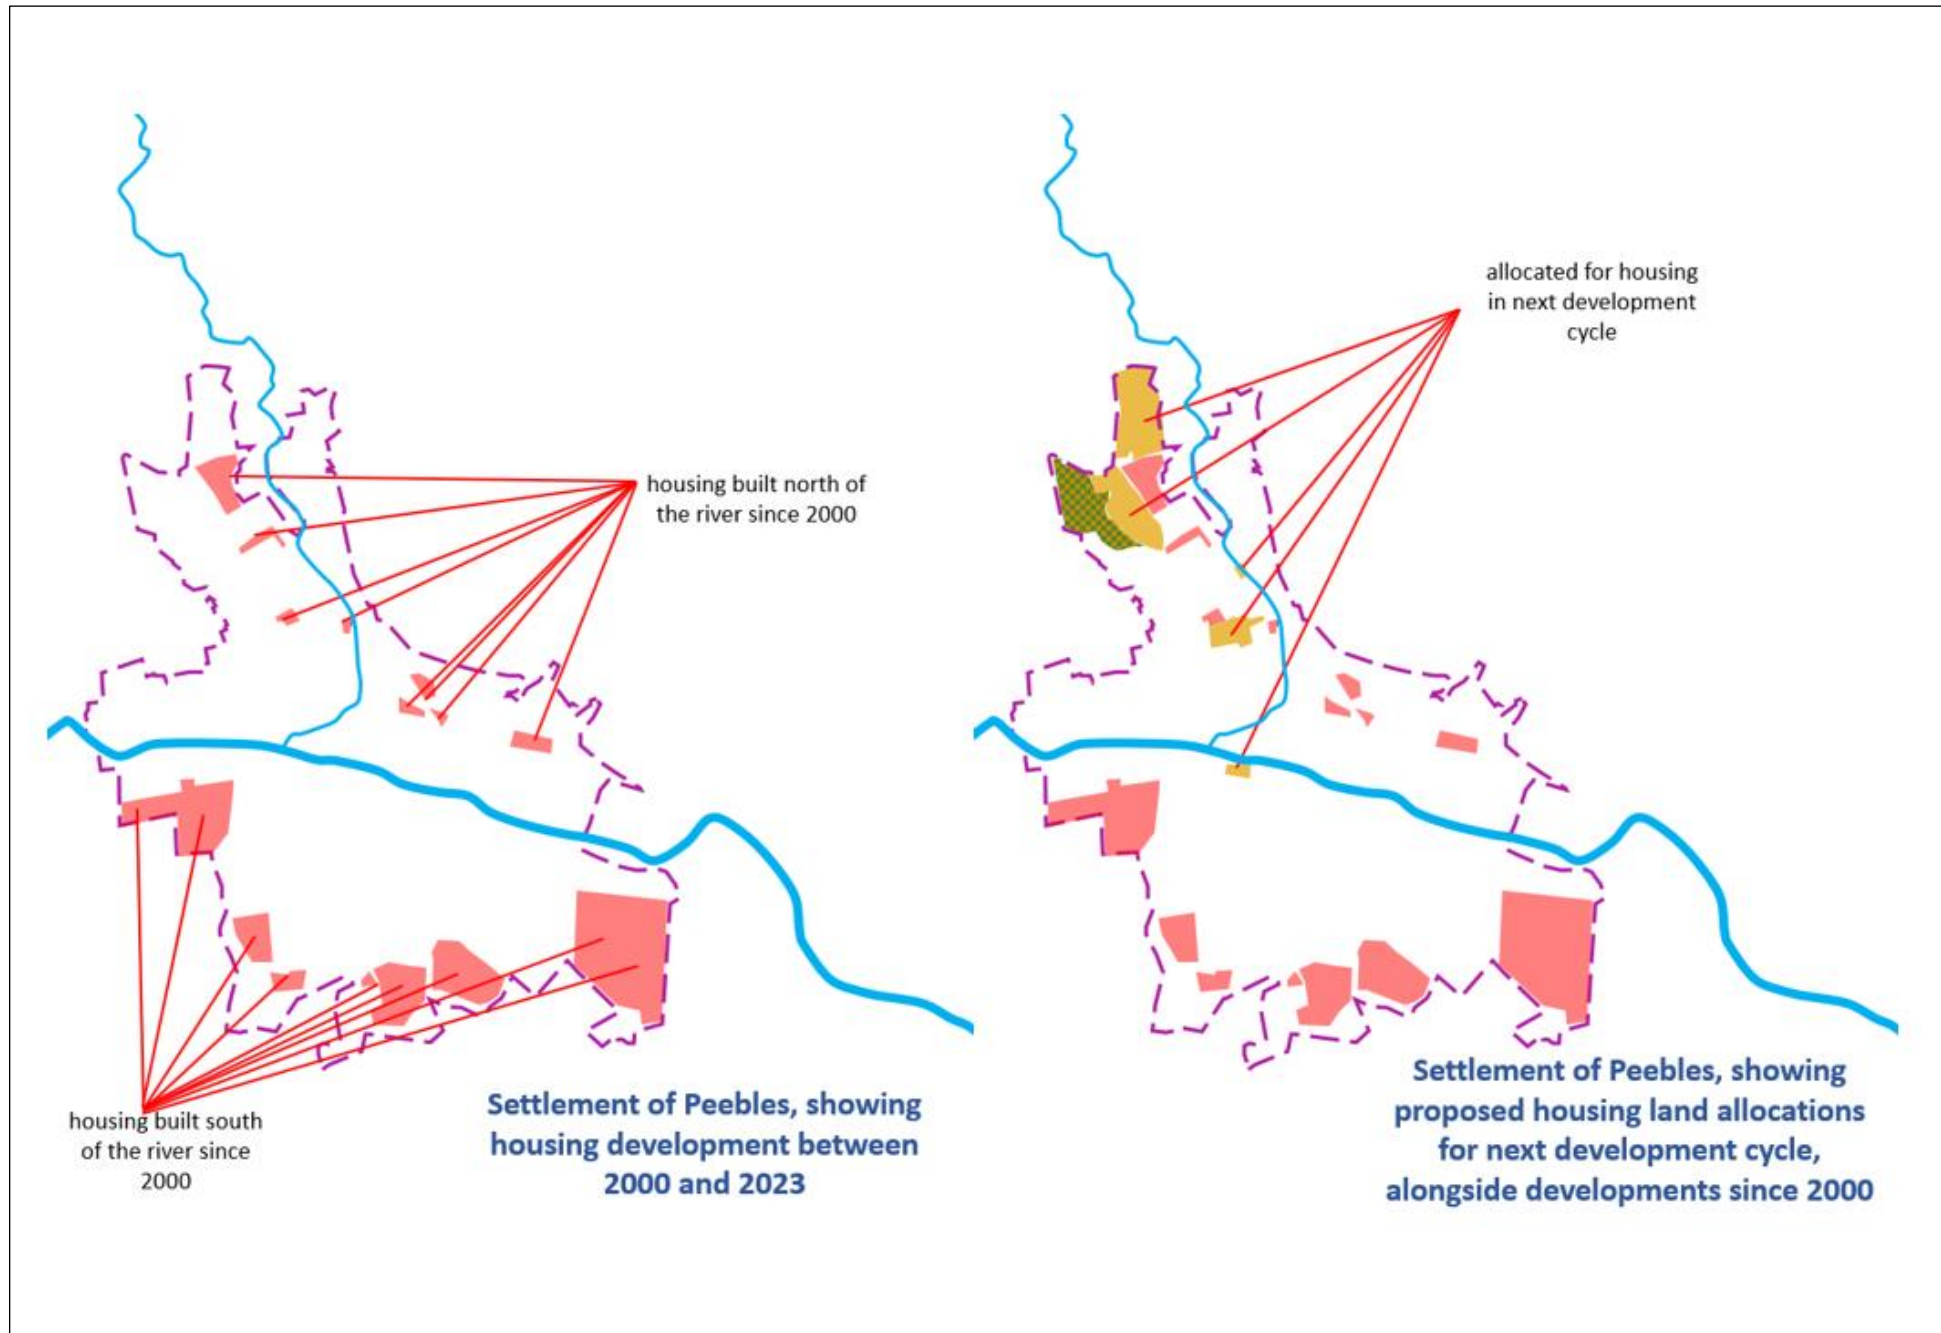 housing built north of
the river since 2000
housing built south
of the river since
2000
Settlement of Peebles, showing
housing development between
2000 and 2023
allocated for housing
in next development
cycle
Settlement of Peebles, showing
proposed housing land allocations
for next development cycle,
alongside developments since 2000